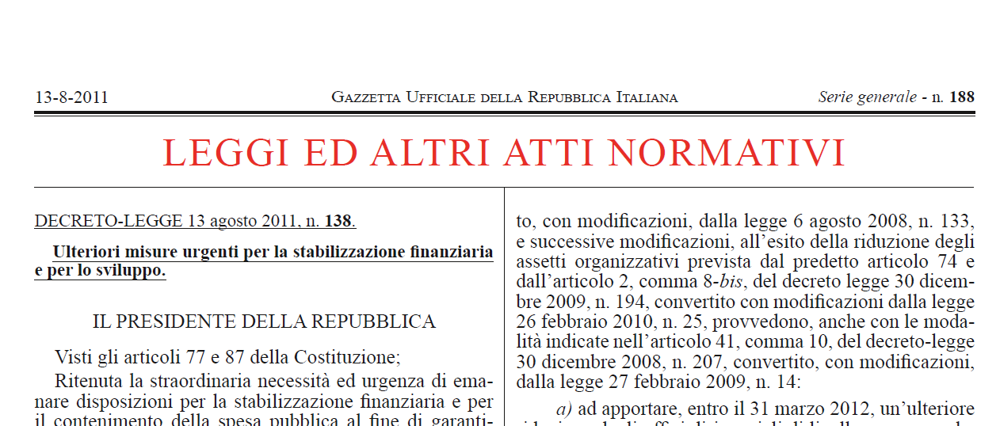 13-8-2011 GAZZETTA UFFICIALE DELLA REPUBBLICA ITALIANA Serie generale - n. 188
LEGGI ED ALTRI ATTI NORMATIVI
DECRETO-LEGGE 13 agosto 2011, n. 138.
Ulteriori misure urgenti per la stabilizzazione finanziaria
e per lo sviluppo.
IL PRESIDENTE DELLA REPUBBLICA
Visti gli articoli 77 e 87 della Costituzione;
Ritenuta la straordinaria necessità ed urgenza di ema-
nare disposizioni per la stabilizzazione finanziaria e per
il contenimento della spesa pubblica al fine di garanti-
to, con modificazioni, dalla legge 6 agosto 2008, n. 133,
e successive modificazioni, all’esito della riduzione degli
assetti organizzativi prevista dal predetto articolo 74 e
dall’articolo 2, comma 8-bis, del decreto legge 30 dicem-
bre 2009, n. 194, convertito con modificazioni dalla legge
26 febbraio 2010, n. 25, provvedono, anche con le moda-
lità indicate nell’articolo 41, comma 10, del decreto-legge
30 dicembre 2008, n. 207, convertito, con modificazioni,
dalla legge 27 febbraio 2009, n. 14:
a) ad apportare, entro il 31 marzo 2012, un’ulteriore